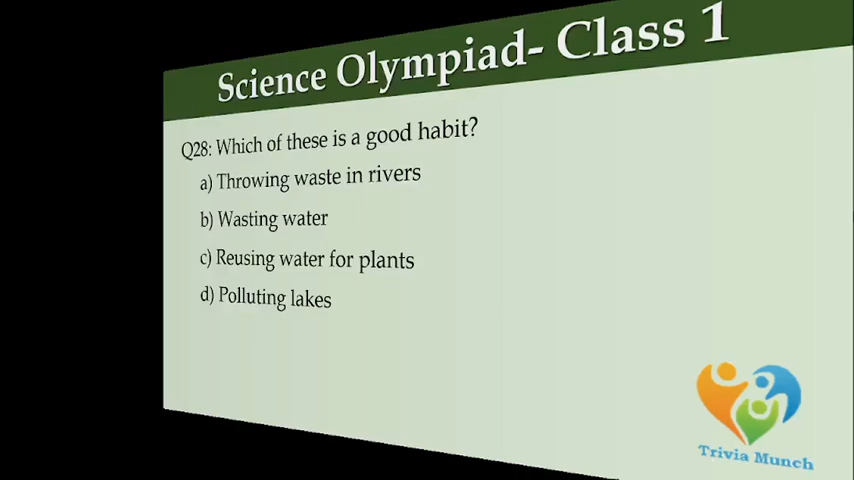 Science Olympiad- Class 1
Q28: Which of these is a good habit?
a) Throwing waste in rivers
b) Wasting water
c) Reusing water for plants
d) Polluting lakes
Trivia Munch